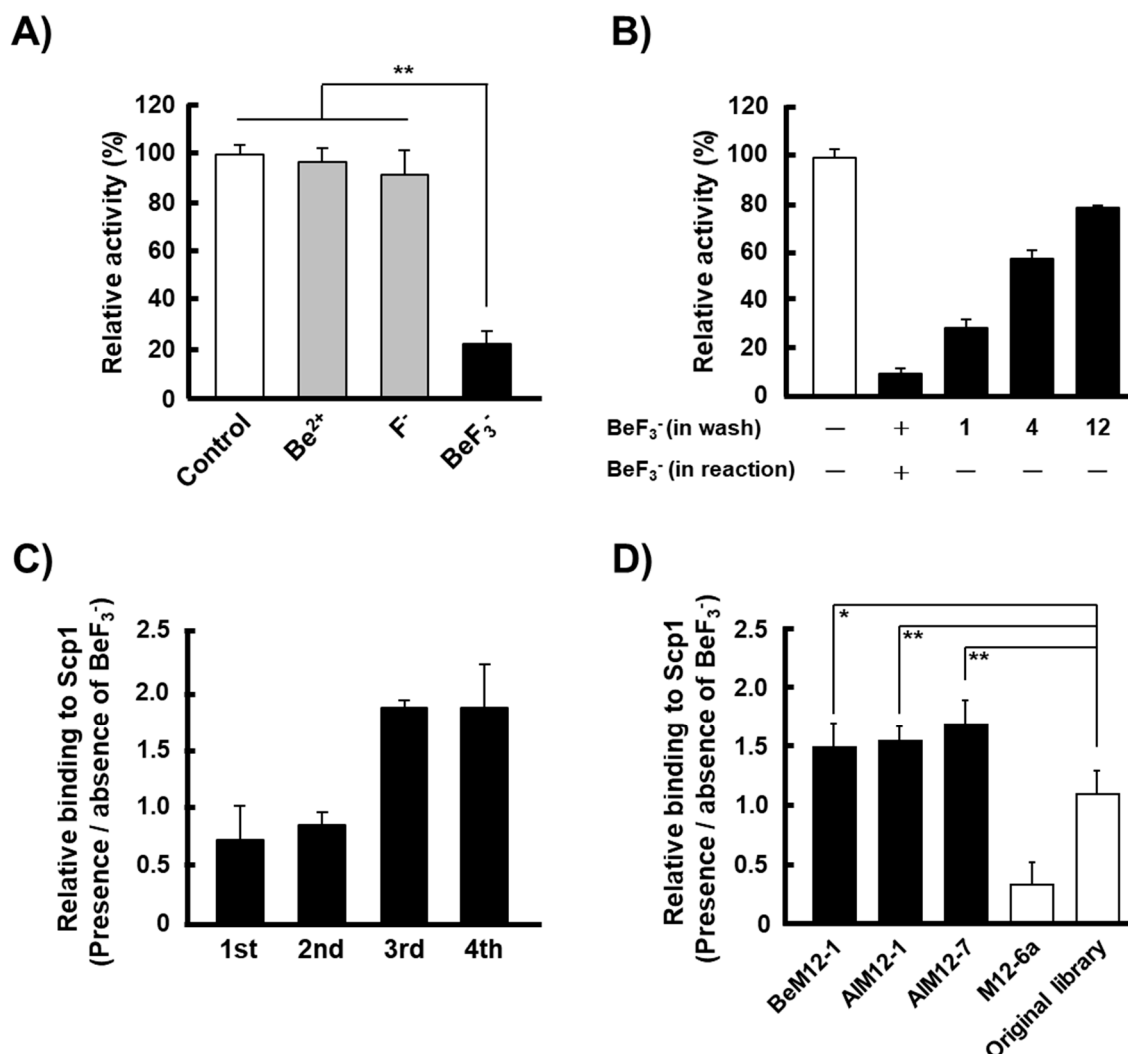 A)
**
Relative activity (%)
120
100
80
60
40
20
0
Control
Be²⁺
F⁻
BeF₃⁻
B)
Relative activity (%)
120
100
80
60
40
20
0
BeF₃⁻ (in wash) − + 1 4 12
BeF₃⁻ (in reaction) − + − − −
C)
Relative binding to Scp1
(Presence / absence of BeF₃⁻)
2.5
2.0
1.5
1.0
0.5
0
1st 2nd 3rd 4th
D)
Relative binding to Scp1
(Presence / absence of BeF₃⁻)
2.5
2.0
1.5
1.0
0.5
0
*
**
**
BeM12-1
AlM12-1
AlM12-7
M12-6a
Original library